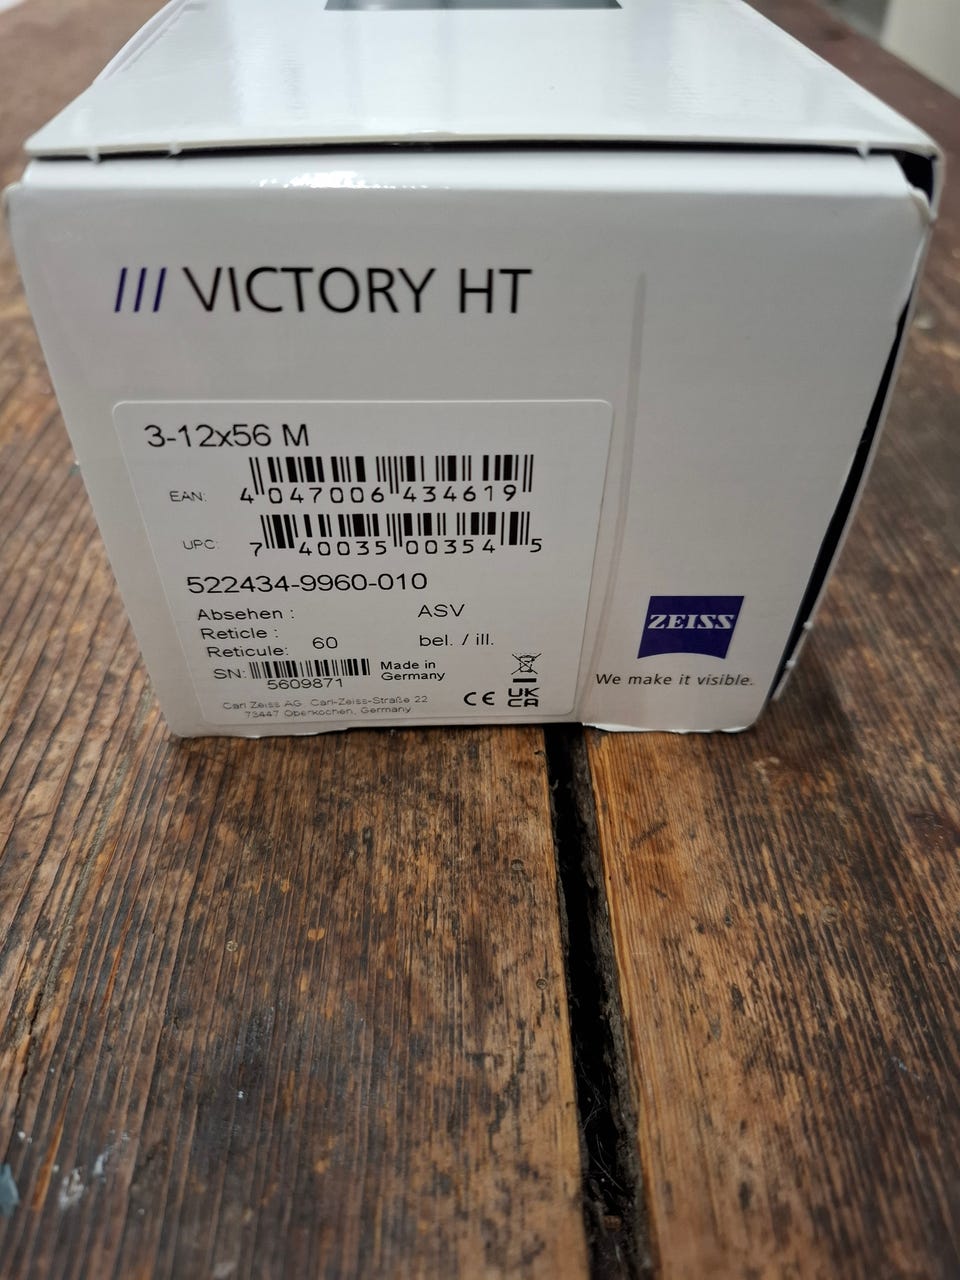 /// VICTORY HT
3-12x56 M
EAN: 4 047006 434619
UPC: 7 40035 00354 5
522434-9960-010
Absehen : ASV
Reticle :
Reticule: 60 bel. / ill.
SN: 5609871 Made in
Germany
CE UK
CA
Carl Zeiss AG, Carl-Zeiss-Straße 22
73447 Oberkochen, Germany
ZEISS
We make it visible.